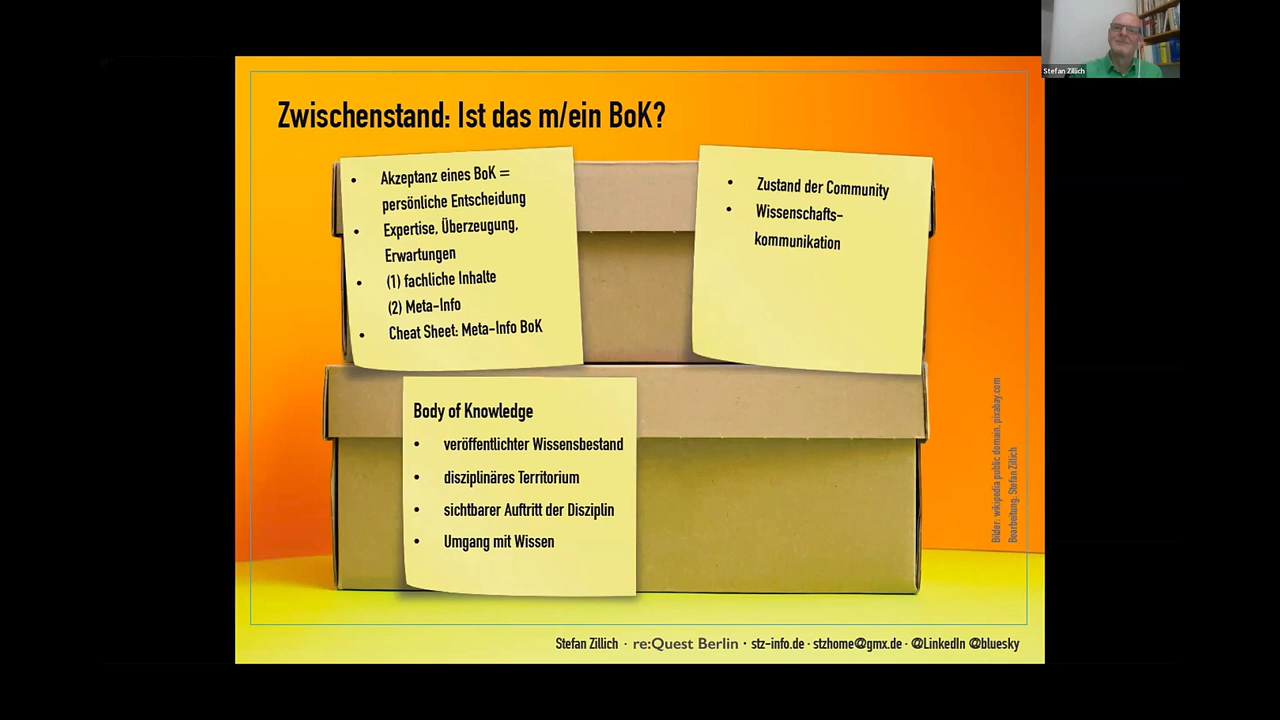 Stefan Zillich
Zwischenstand: Ist das m/ein BoK?
• Akzeptanz eines BoK =
persönliche Entscheidung
• Expertise, Überzeugung,
Erwartungen
• (1) fachliche Inhalte
(2) Meta-Info
• Cheat Sheet: Meta-Info BoK
• Zustand der Community
• Wissenschafts-
kommunikation
Body of Knowledge
• veröffentlichter Wissensbestand
• disziplinäres Territorium
• sichtbarer Auftritt der Disziplin
• Umgang mit Wissen
Bilder: wikipedia public domain, pixabay.com
Bearbeitung: Stefan Zillich
Stefan Zillich · re:Quest Berlin · stz-info.de · stzhome@gmx.de · @LinkedIn @bluesky